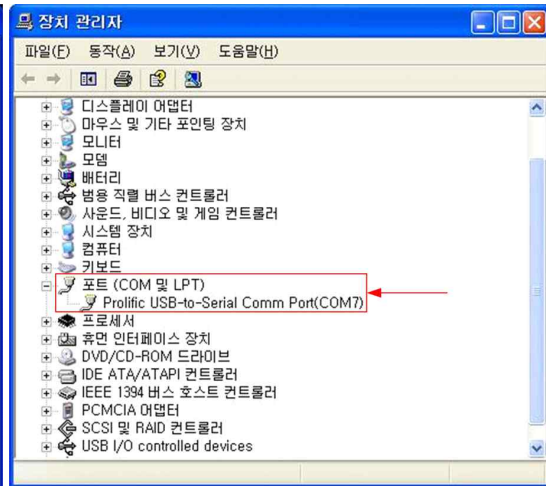 장치 관리자
파일(F) 동작(A) 보기(V) 도움말(H)
디스플레이 어댑터
마우스 및 기타 포인팅 장치
모니터
모뎀
배터리
범용 직렬 버스 컨트롤러
사운드, 비디오 및 게임 컨트롤러
시스템 장치
컴퓨터
키보드
포트 (COM 및 LPT)
Prolific USB-to-Serial Comm Port(COM7)
프로세서
휴먼 인터페이스 장치
DVD/CD-ROM 드라이브
IDE ATA/ATAPI 컨트롤러
IEEE 1394 버스 호스트 컨트롤러
PCMCIA 어댑터
SCSI 및 RAID 컨트롤러
USB I/O controlled devices